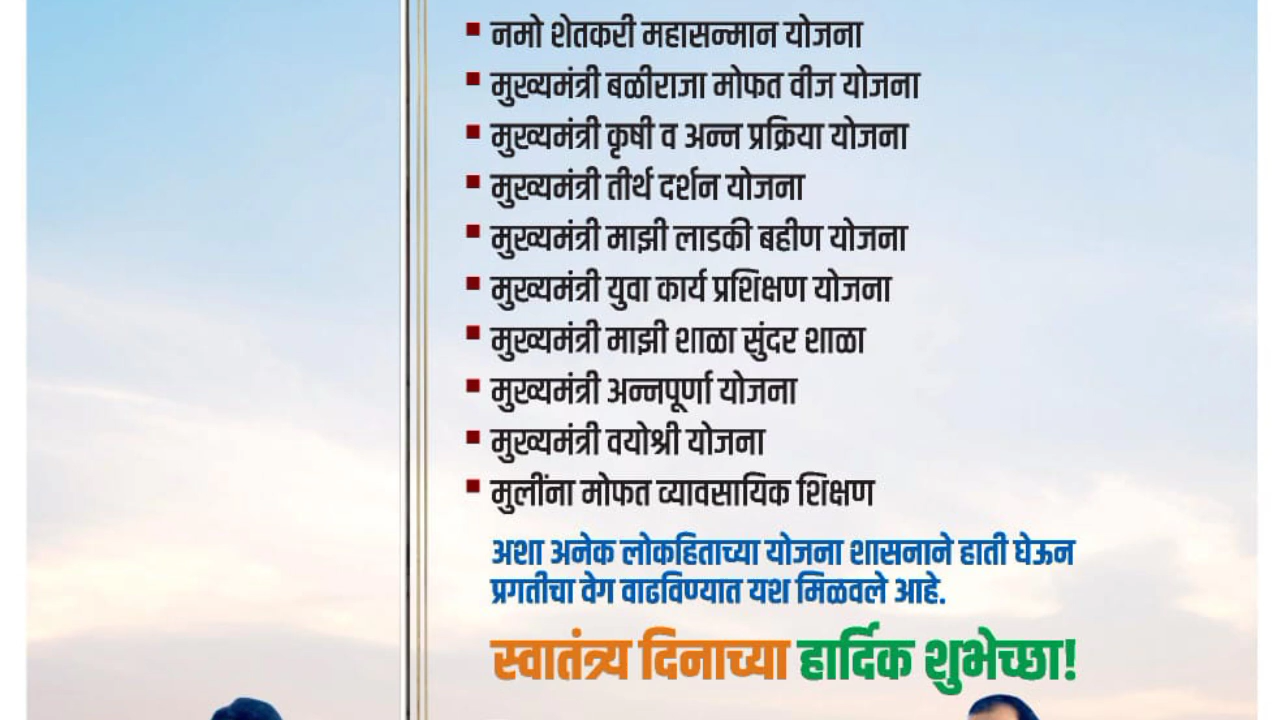 ▪ नमो शेतकरी महासन्मान योजना
▪ मुख्यमंत्री बळीराजा मोफत वीज योजना
▪ मुख्यमंत्री कृषी व अन्न प्रक्रिया योजना
▪ मुख्यमंत्री तीर्थ दर्शन योजना
▪ मुख्यमंत्री माझी लाडकी बहीण योजना
▪ मुख्यमंत्री युवा कार्य प्रशिक्षण योजना
▪ मुख्यमंत्री माझी शाळा सुंदर शाळा
▪ मुख्यमंत्री अन्नपूर्णा योजना
▪ मुख्यमंत्री वयोश्री योजना
▪ मुलींना मोफत व्यावसायिक शिक्षण
अशा अनेक लोकहिताच्या योजना शासनाने हाती घेऊन
प्रगतीचा वेग वाढविण्यात यश मिळवले आहे.
स्वातंत्र्य दिनाच्या हार्दिक शुभेच्छा!